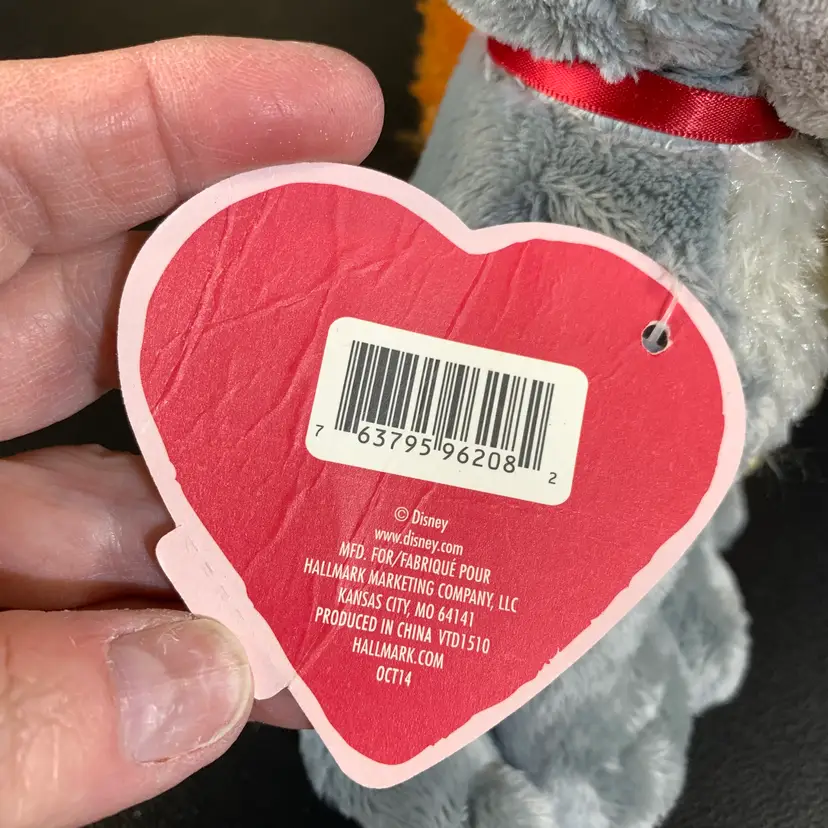 7 63795 96208 2
© Disney
www.disney.com
MFD. FOR/FABRIQUÉ POUR
HALLMARK MARKETING COMPANY, LLC
KANSAS CITY, MO 64141
PRODUCED IN CHINA VTD1510
HALLMARK.COM
OCT14